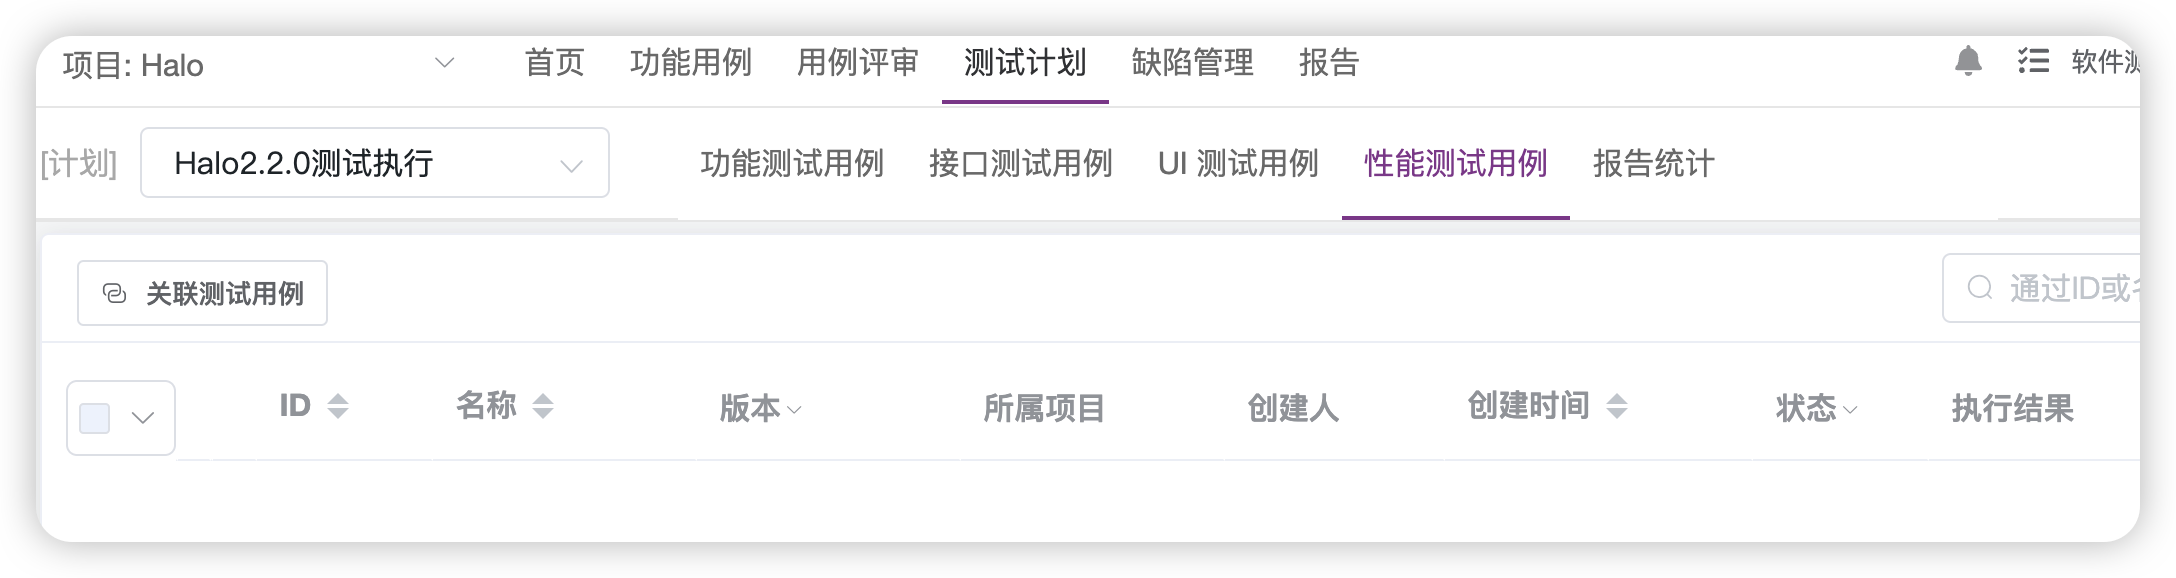 项目: Halo 首页 功能用例 用例评审 测试计划 缺陷管理 报告 软件
[计划] Halo2.2.0测试执行 功能测试用例 接口测试用例 UI 测试用例 性能测试用例 报告统计
关联测试用例 通过ID或
ID 名称 版本 所属项目 创建人 创建时间 状态 执行结果